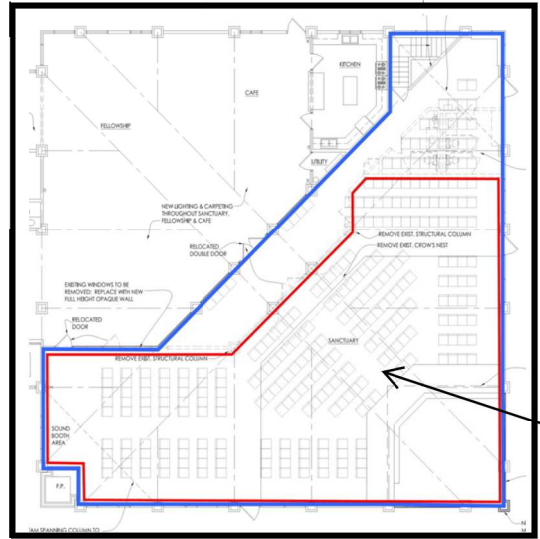 KITCHEN
CAFE
FELLOWSHIP
UTILITY
NEW LIGHTING & CARPETING
THROUGHOUT SANCTUARY,
FELLOWSHIP & CAFE
REMOVE EXIST. STRUCTURAL COLUMN
REMOVE EXIST. CROW'S NEST
RELOCATED
DOUBLE DOOR
EXISTING WINDOWS TO BE
REMOVED: REPLACE WITH NEW
FULL HEIGHT OPAQUE WALL
RELOCATED
DOOR
SANCTUARY
REMOVE EXIST. STRUCTURAL COLUMN
SOUND
BOOTH
AREA
F.P.
AM SPANNING COLUMN TO
N
M